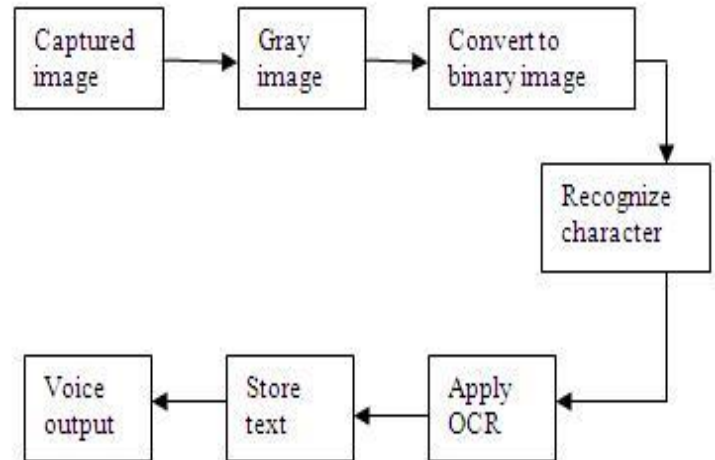 Captured
image
Gray
image
Convert to
binary image
Recognize
character
Apply
OCR
Store
text
Voice
output